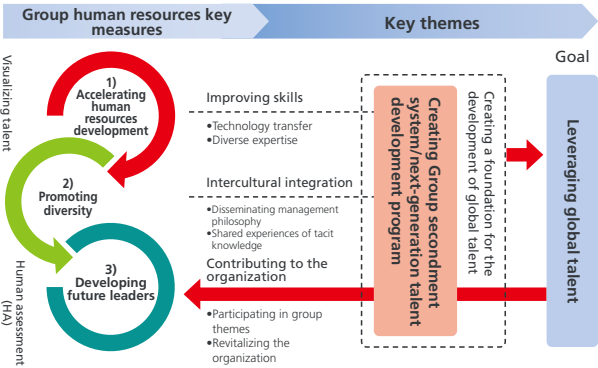 Group human resources key
measures
Key themes
Goal
Visualizing talent
1)
Accelerating
human
resources
development
2)
Promoting
diversity
3)
Developing
future leaders
Human assessment
(HA)
Improving skills
•Technology transfer
•Diverse expertise
Intercultural integration
•Disseminating management
philosophy
•Shared experiences of tacit
knowledge
Contributing to the
organization
•Participating in group
themes
•Revitalizing the
organization
Creating Group secondment
system/next-generation talent
development program
Creating a foundation for the
development of global talent
Leveraging global talent